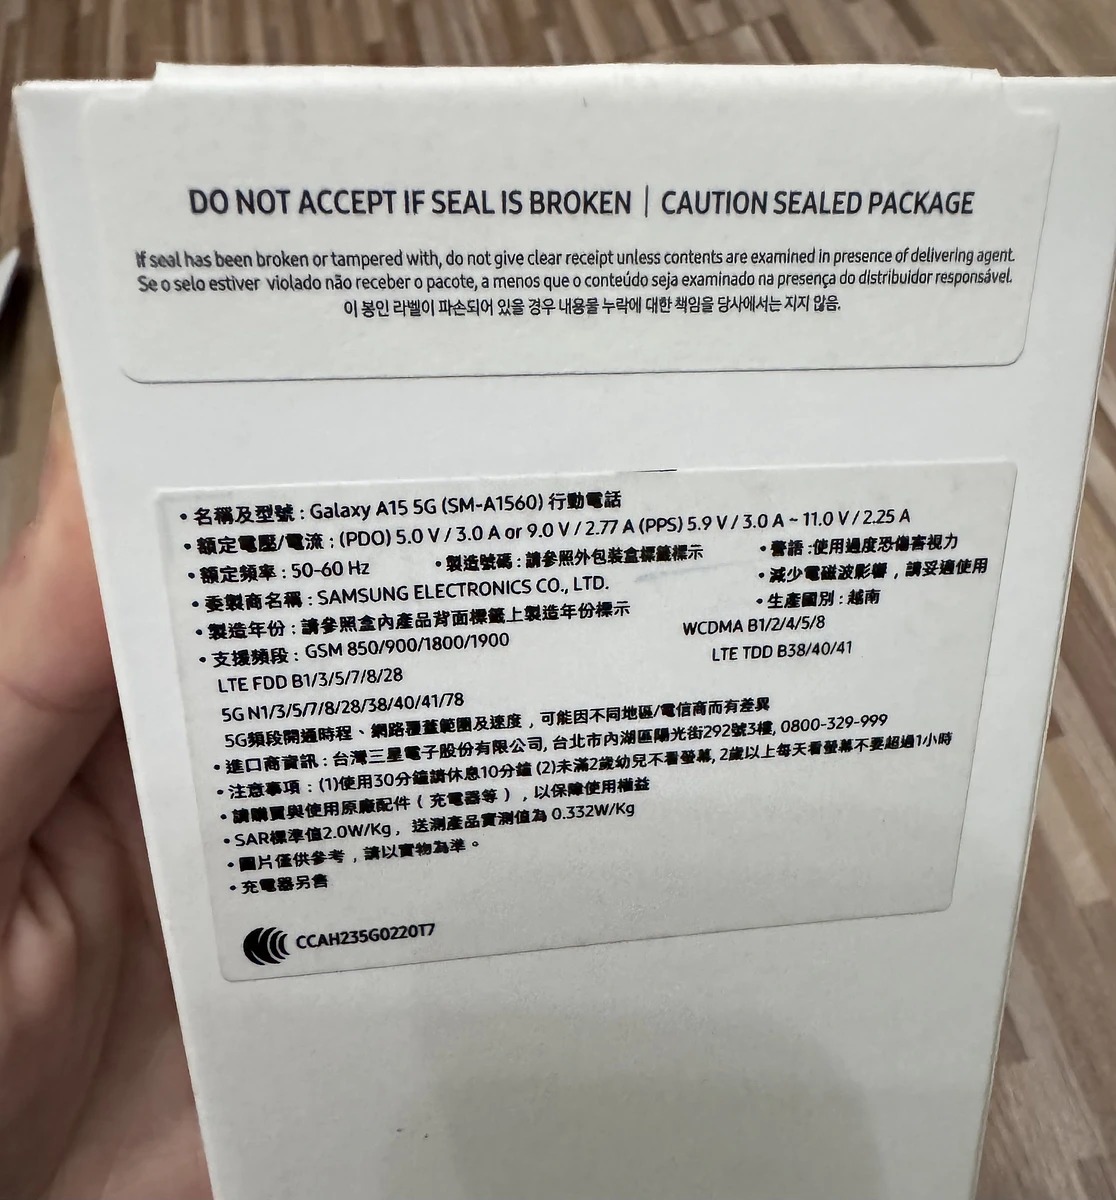 DO NOT ACCEPT IF SEAL IS BROKEN | CAUTION SEALED PACKAGE
If seal has been broken or tampered with, do not give clear receipt unless contents are examined in presence of delivering agent.
Se o selo estiver violado não receber o pacote, a menos que o conteúdo seja examinado na presença do distribuidor responsável.
이 봉인 라벨이 파손되어 있을 경우 내용물 누락에 대한 책임을 당사에서는 지지 않음.
• 名稱及型號 : Galaxy A15 5G (SM-A1560) 行動電話
• 額定電壓/電流 : (PDO) 5.0 V / 3.0 A or 9.0 V / 2.77 A (PPS) 5.9 V / 3.0 A ~ 11.0 V / 2.25 A
• 額定頻率 : 50-60 Hz • 製造號碼 : 請參照外包裝盒標籤標示 • 警語 :使用過度恐傷害視力
• 委製商名稱 : SAMSUNG ELECTRONICS CO., LTD. • 減少電磁波影響，請妥適使用
• 製造年份 : 請參照盒內產品背面標籤上製造年份標示 • 生產國別 : 越南
• 支援頻段 : GSM 850/900/1800/1900 WCDMA B1/2/4/5/8
LTE FDD B1/3/5/7/8/28 LTE TDD B38/40/41
5G N1/3/5/7/8/28/38/40/41/78
5G頻段開通時程、網路覆蓋範圍及速度，可能因不同地區/電信商而有差異
• 進口商資訊 : 台灣三星電子股份有限公司, 台北市內湖區陽光街292號3樓, 0800-329-999
• 注意事項 : (1)使用30分鐘請休息10分鐘 (2)未滿2歲幼兒不看螢幕, 2歲以上每天看螢幕不要超過1小時
• 請購買與使用原廠配件（充電器等），以保障使用權益
• SAR標準值2.0W/Kg，送測產品實測值為 0.332W/Kg
• 圖片僅供參考，請以實物為準。
• 充電器另售
CCAH235G0220T7